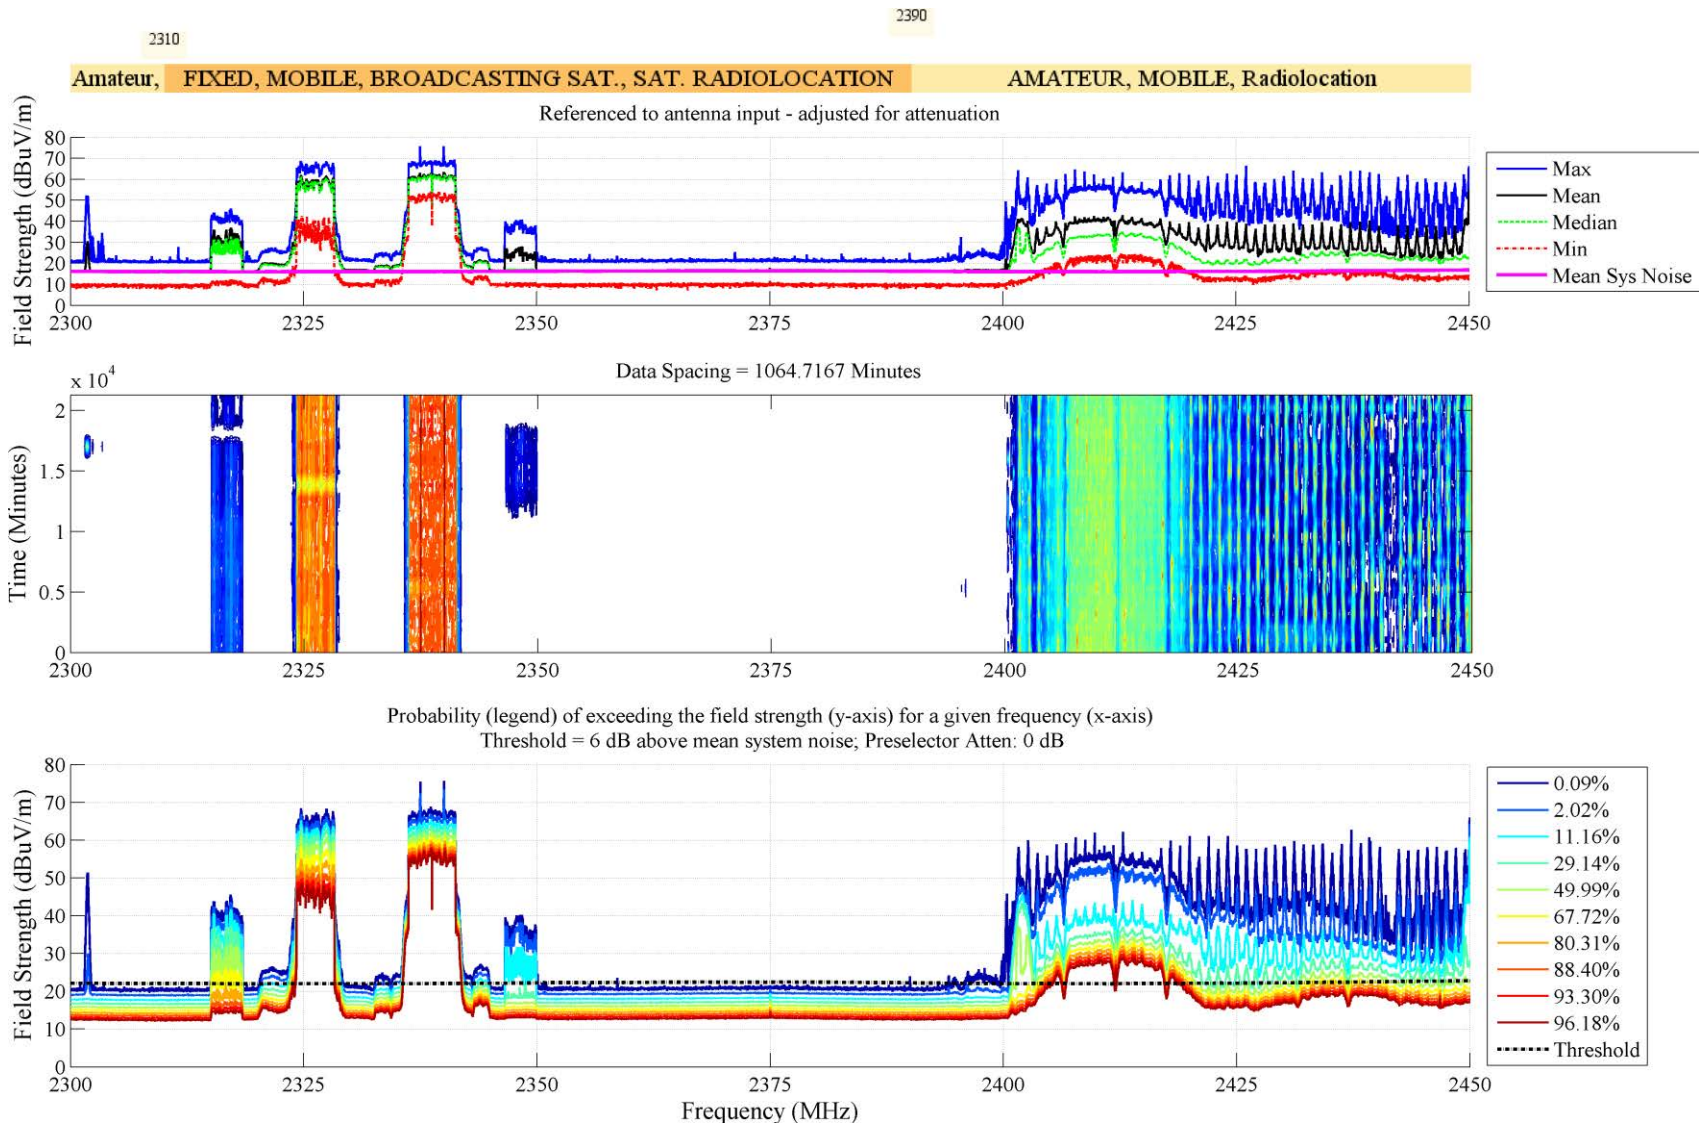 2390
2310
Amateur, FIXED, MOBILE, BROADCASTING SAT., SAT. RADIOLOCATION AMATEUR, MOBILE, Radiolocation
Referenced to antenna input - adjusted for attenuation
Field Strength (dBuV/m)
80
70
60
50
40
30
20
10
0
2300 2325 2350 2375 2400 2425 2450
Max
Mean
Median
Min
Mean Sys Noise
Data Spacing = 1064.7167 Minutes
x 10^4
Time (Minutes)
2
1.5
1
0.5
0
2300 2325 2350 2375 2400 2425 2450
Probability (legend) of exceeding the field strength (y-axis) for a given frequency (x-axis)
Threshold = 6 dB above mean system noise; Preselector Atten: 0 dB
Field Strength (dBuV/m)
80
70
60
50
40
30
20
10
0
2300 2325 2350 2375 2400 2425 2450
Frequency (MHz)
0.09%
2.02%
11.16%
29.14%
49.99%
67.72%
80.31%
88.40%
93.30%
96.18%
Threshold